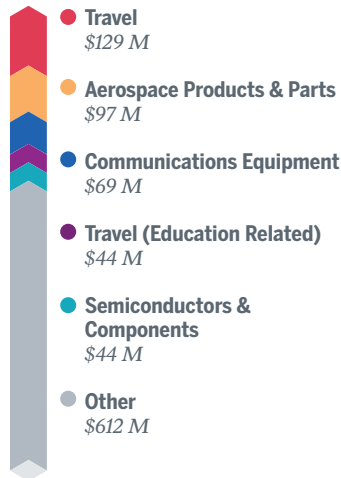 Travel
$129 M
Aerospace Products & Parts
$97 M
Communications Equipment
$69 M
Travel (Education Related)
$44 M
Semiconductors &
Components
$44 M
Other
$612 M